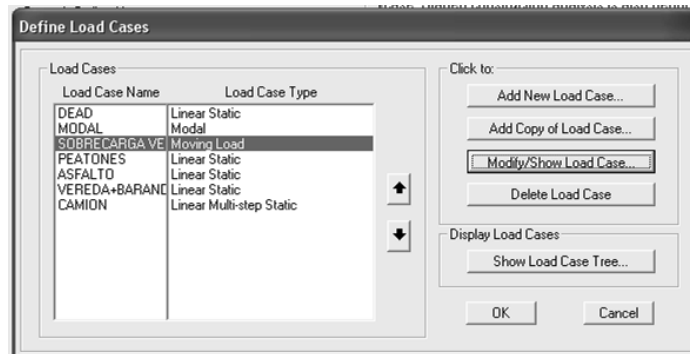 Define Load Cases
Load Cases
Load Case Name Load Case Type
DEAD Linear Static
MODAL Modal
SOBRECARGA VE Moving Load
PEATONES Linear Static
ASFALTO Linear Static
VEREDA+BARAND Linear Static
CAMION Linear Multi-step Static
Click to:
Add New Load Case...
Add Copy of Load Case...
Modify/Show Load Case...
Delete Load Case
Display Load Cases
Show Load Case Tree...
OK Cancel